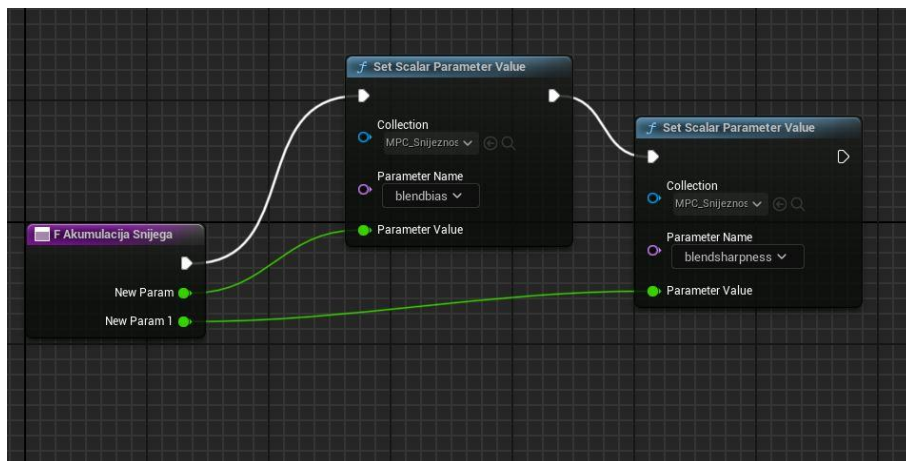 Set Scalar Parameter Value
Collection
MPC_Snijeznos
Parameter Name
blendbias
Parameter Value
Set Scalar Parameter Value
Collection
MPC_Snijeznos
Parameter Name
blendsharpness
Parameter Value
F Akumulacija Snijega
New Param
New Param 1